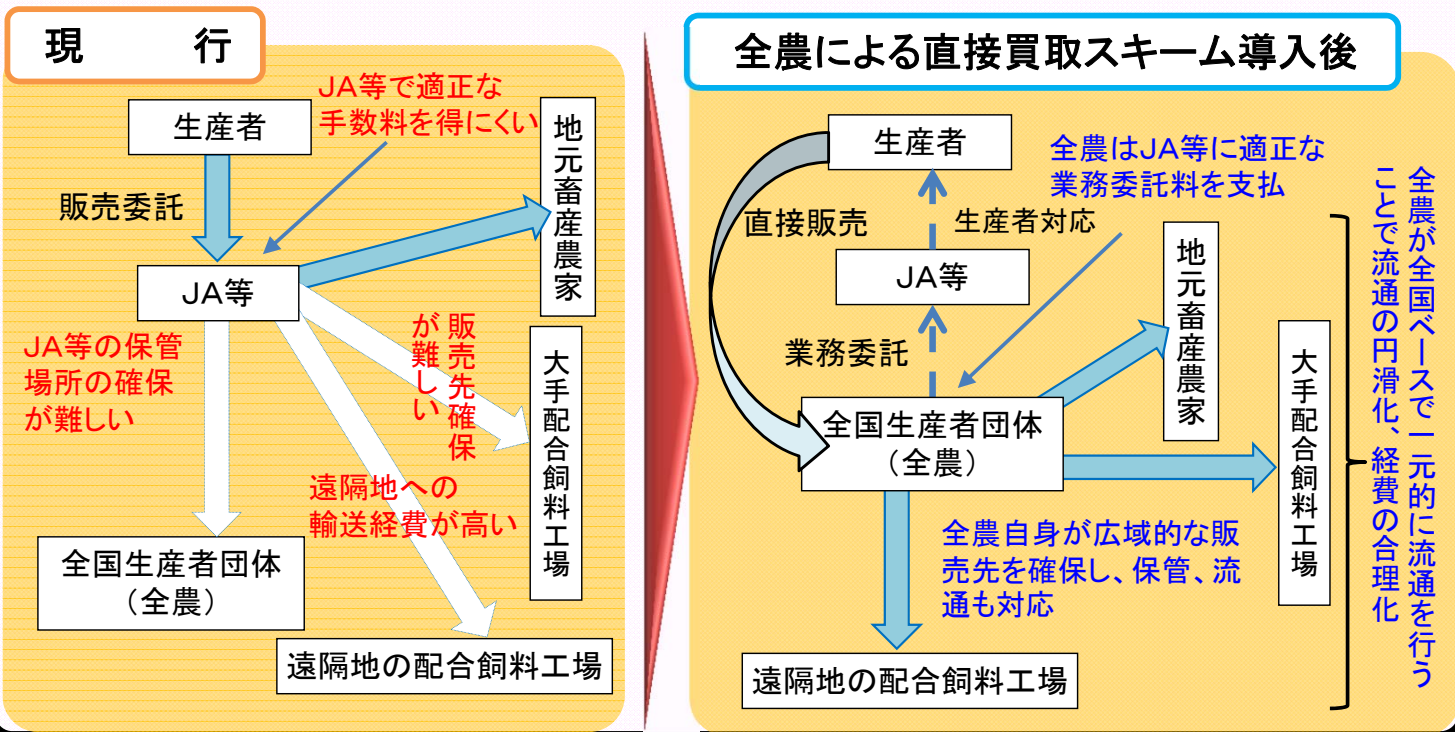 現　　　行
JA等で適正な
手数料を得にくい
生産者
地元畜産農家
販売委託
JA等
JA等の保管
場所の確保
が難しい
販売先確保
が難しい
大手配合飼料工場
遠隔地への
輸送経費が高い
全国生産者団体
（全農）
遠隔地の配合飼料工場
全農による直接買取スキーム導入後
生産者
全農はJA等に適正な
業務委託料を支払
直接販売
生産者対応
JA等
地元畜産農家
業務委託
全国生産者団体
（全農）
大手配合飼料工場
全農自身が広域的な販
売先を確保し、保管、流
通も対応
遠隔地の配合飼料工場
全農が全国ベースで一元的に流通を行う
ことで流通の円滑化、経費の合理化